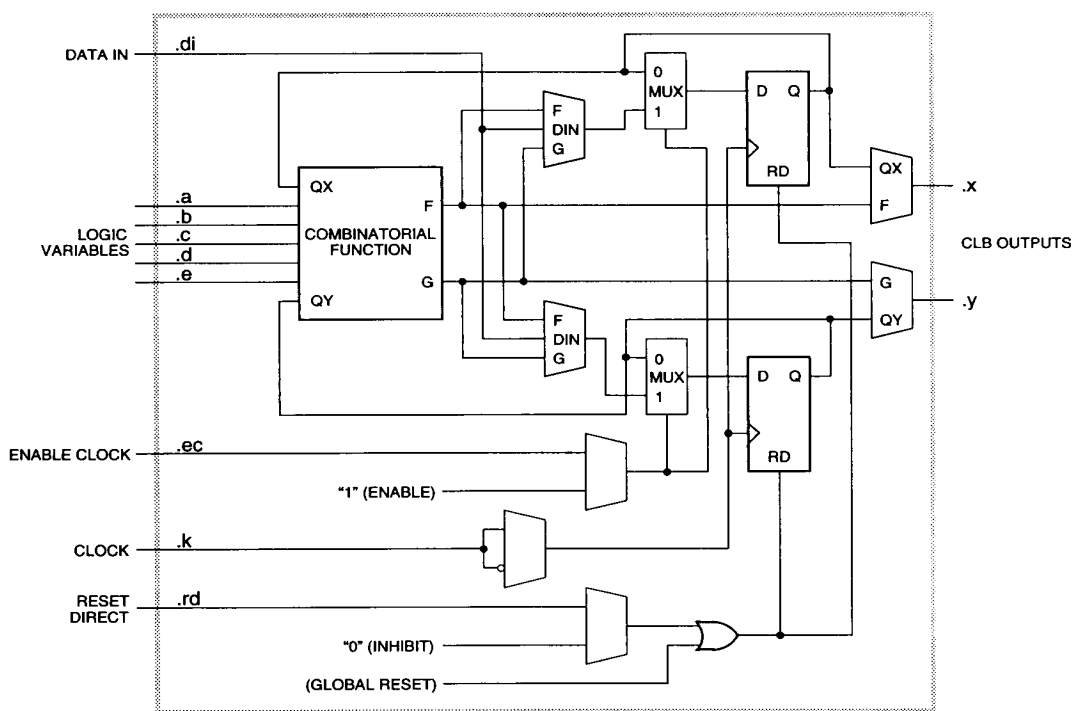 DATA IN
.di
0
MUX
1
D Q
RD
F
DIN
G
QX
F
.x
QX
COMBINATORIAL
FUNCTION
F
G
QY
.a
.b
LOGIC
VARIABLES
.c
.d
.e
CLB OUTPUTS
G
QY
.y
F
DIN
G
0
MUX
1
D Q
RD
ENABLE CLOCK
.ec
"1" (ENABLE)
CLOCK
.k
RESET
DIRECT
.rd
"0" (INHIBIT)
(GLOBAL RESET)